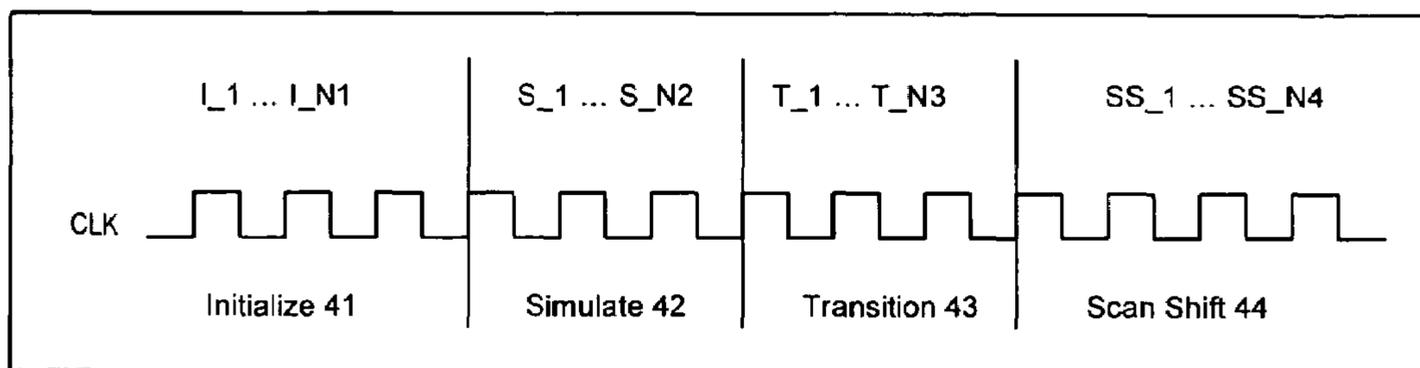 I_1 ... I_N1 S_1 ... S_N2 T_1 ... T_N3 SS_1 ... SS_N4
CLK
Initialize 41 Simulate 42 Transition 43 Scan Shift 44